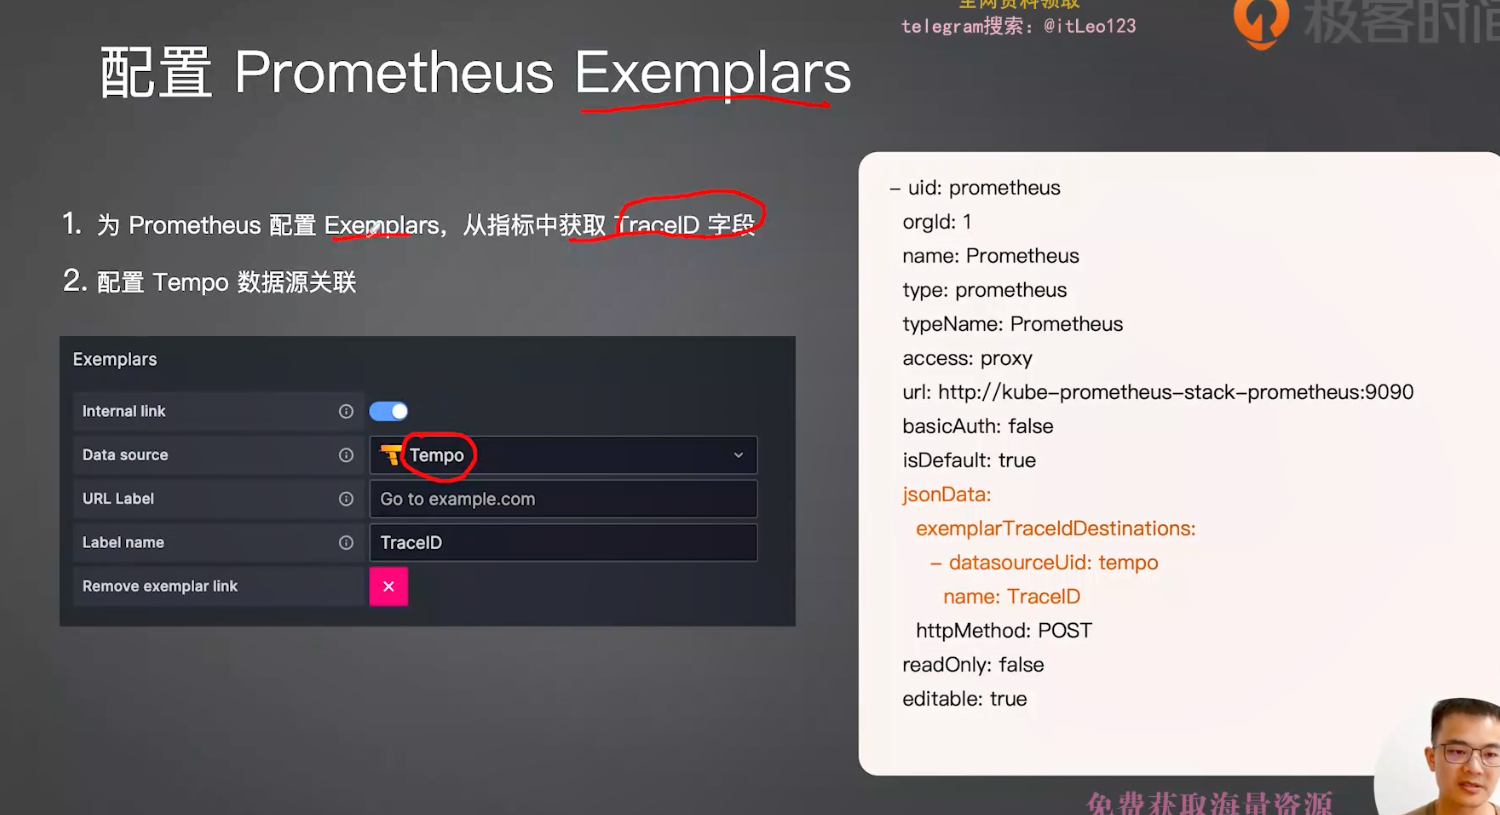 全网资料领取
telegram搜索：@itLeo123
极客时间
配置 Prometheus Exemplars
1. 为 Prometheus 配置 Exemplars，从指标中获取 TraceID 字段
2. 配置 Tempo 数据源关联
Exemplars
Internal link
Data source
Tempo
URL Label
Go to example.com
Label name
TraceID
Remove exemplar link
– uid: prometheus
orgId: 1
name: Prometheus
type: prometheus
typeName: Prometheus
access: proxy
url: http://kube-prometheus-stack-prometheus:9090
basicAuth: false
isDefault: true
jsonData:
exemplarTraceIdDestinations:
– datasourceUid: tempo
name: TraceID
httpMethod: POST
readOnly: false
editable: true
免费获取海量资源